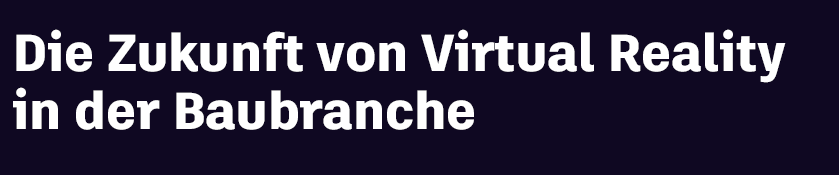 Die Zukunft von Virtual Reality
in der Baubranche